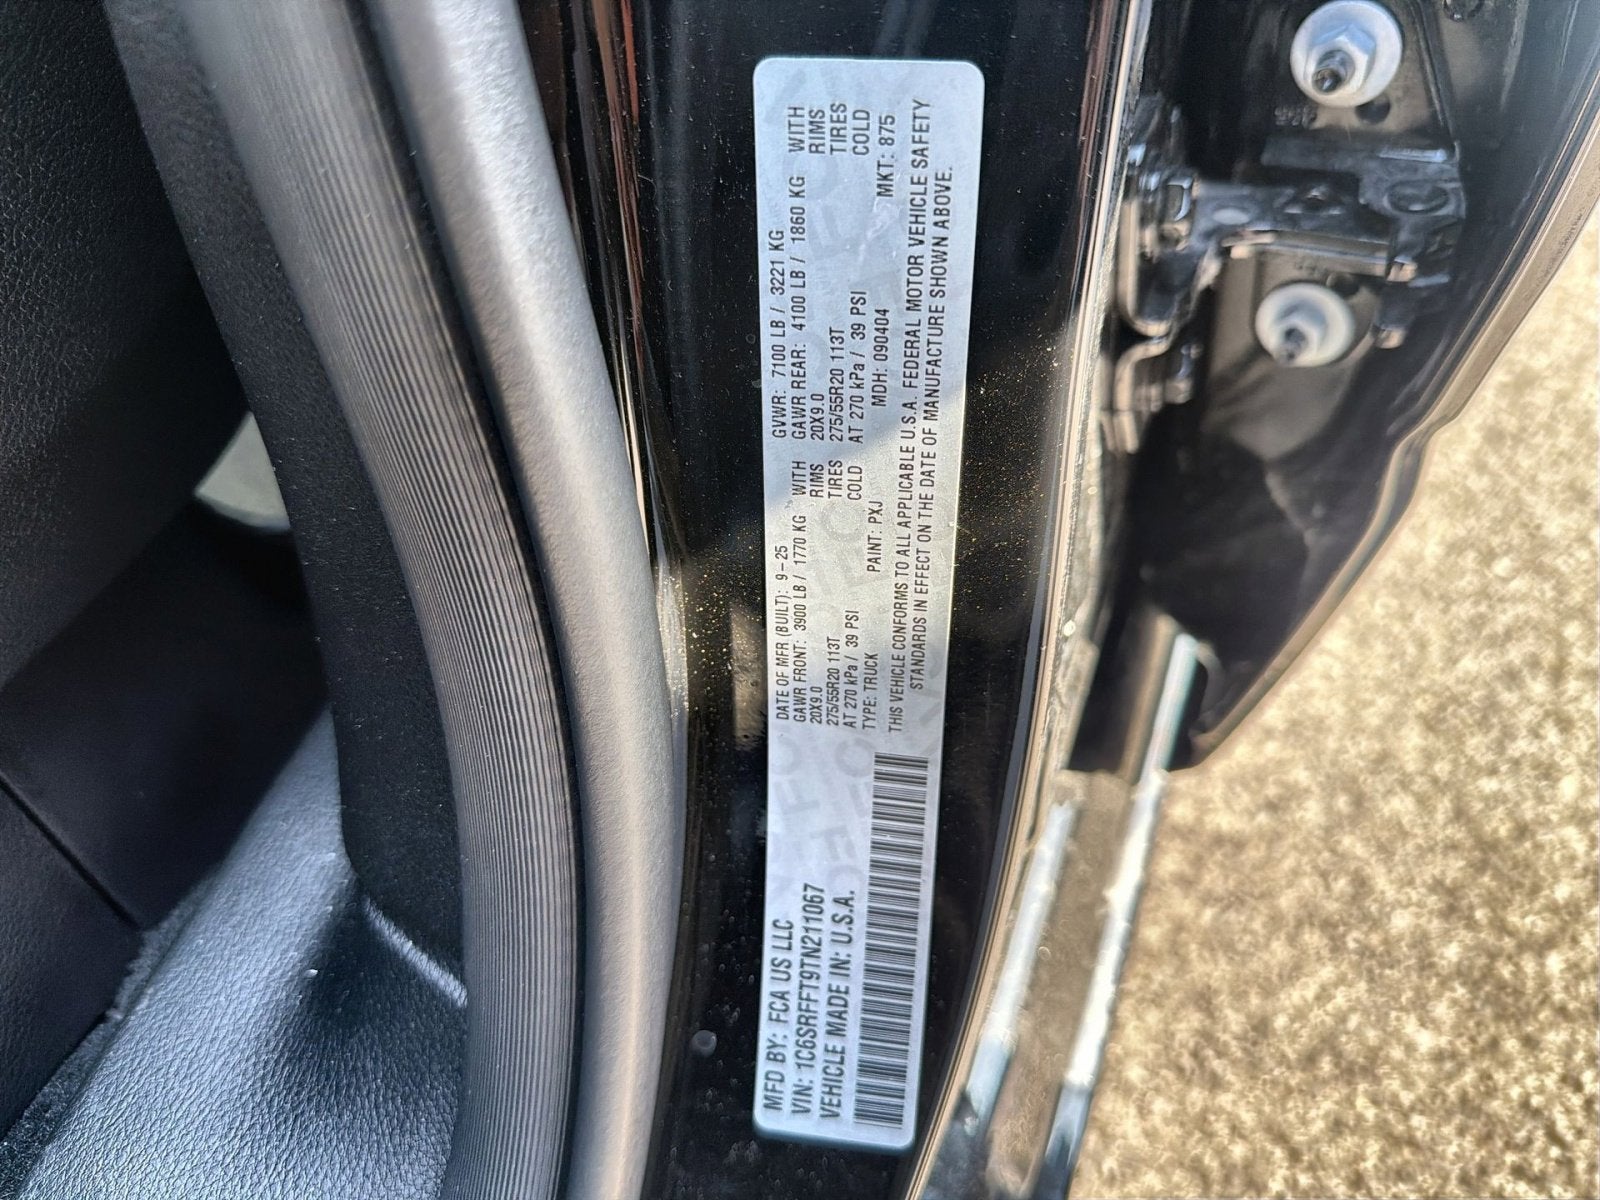 MFD BY: FCA US LLC
VIN: 1C6SRFFT9TN211067
VEHICLE MADE IN: U.S.A.
DATE OF MFR (BUILT): 9-25 GVWR: 7100 LB / 3221 KG
GAWR FRONT: 3900 LB / 1770 KG WITH GAWR REAR: 4100 LB / 1860 KG WITH
20X9.0 RIMS 20X9.0 RIMS
275/55R20 113T TIRES 275/55R20 113T TIRES
AT 270 kPa / 39 PSI COLD AT 270 kPa / 39 PSI COLD
TYPE: TRUCK PAINT: PXJ MDH: 090404 MKT: 875
THIS VEHICLE CONFORMS TO ALL APPLICABLE U.S.A. FEDERAL MOTOR VEHICLE SAFETY
STANDARDS IN EFFECT ON THE DATE OF MANUFACTURE SHOWN ABOVE.